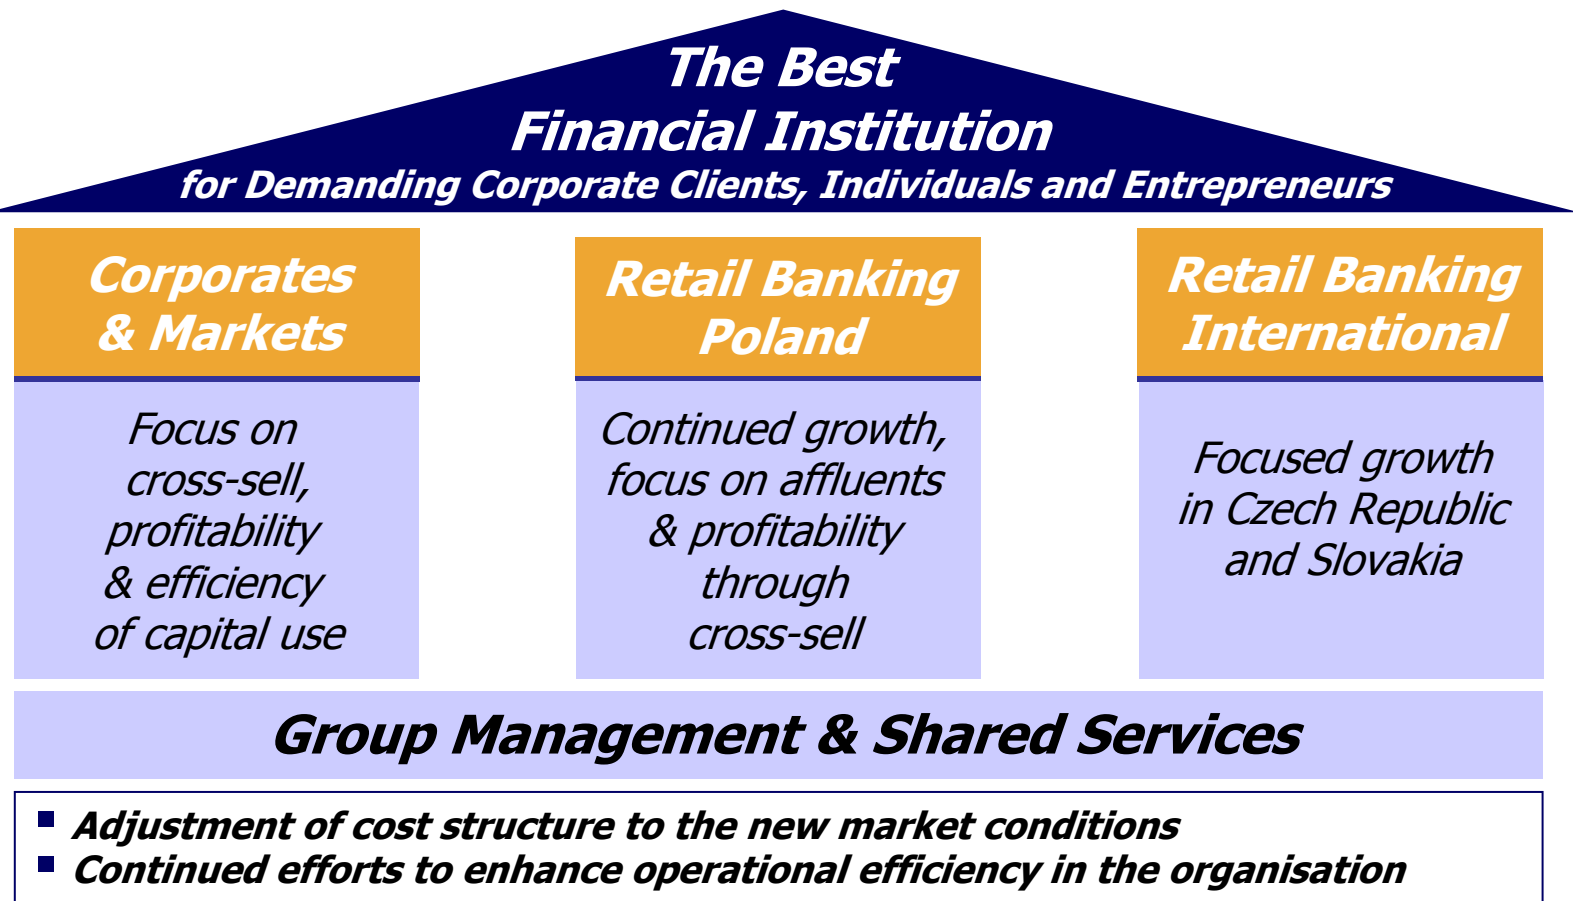 The Best
Financial Institution
for Demanding Corporate Clients, Individuals and Entrepreneurs
Corporates
& Markets
Focus on
cross-sell,
profitability
& efficiency
of capital use
Retail Banking
Poland
Continued growth,
focus on affluents
& profitability
through
cross-sell
Retail Banking
International
Focused growth
in Czech Republic
and Slovakia
Group Management & Shared Services
Adjustment of cost structure to the new market conditions
Continued efforts to enhance operational efficiency in the organisation